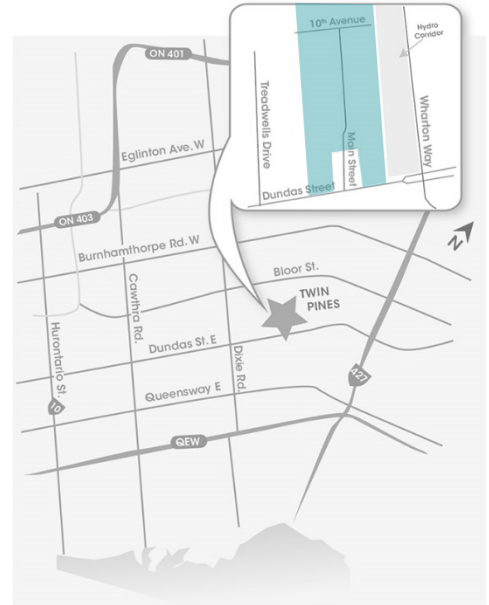 ON 401
10th Avenue
Hydro
Corridor
Treadwells Drive
Main Street
Wharton Way
Dundas Street
Eglinton Ave. W
ON 403
N
Burnhamthorpe Rd. W
Bloor St.
Cawthra Rd.
TWIN
PINES
Hurontario St.
Dundas St. E
Dixie Rd.
427
Queensway E
10
QEW